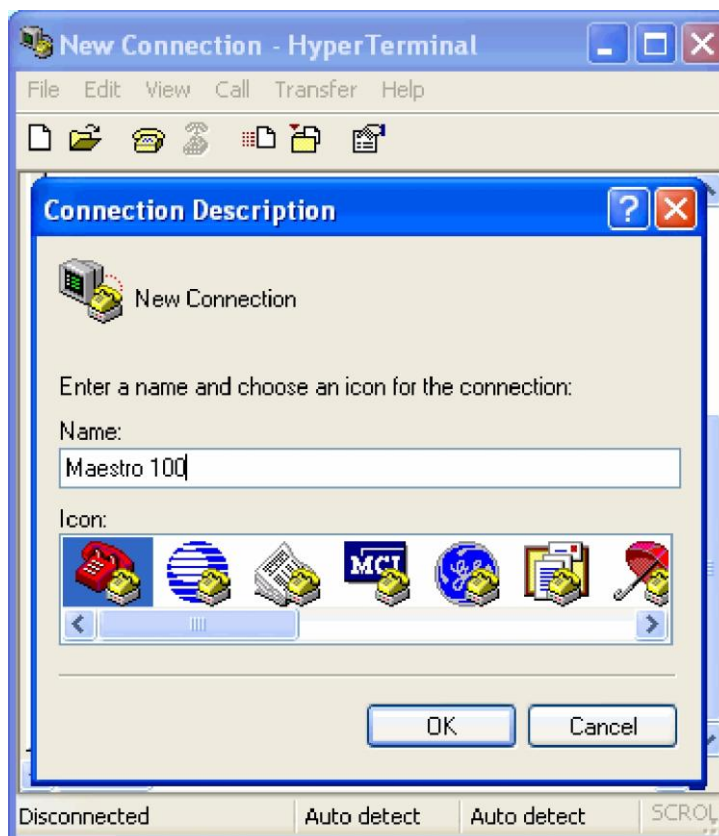 New Connection - HyperTerminal
File Edit View Call Transfer Help
Connection Description
New Connection
Enter a name and choose an icon for the connection:
Name:
Maestro 100
Icon:
MCI
OK Cancel
Disconnected Auto detect Auto detect SCROL